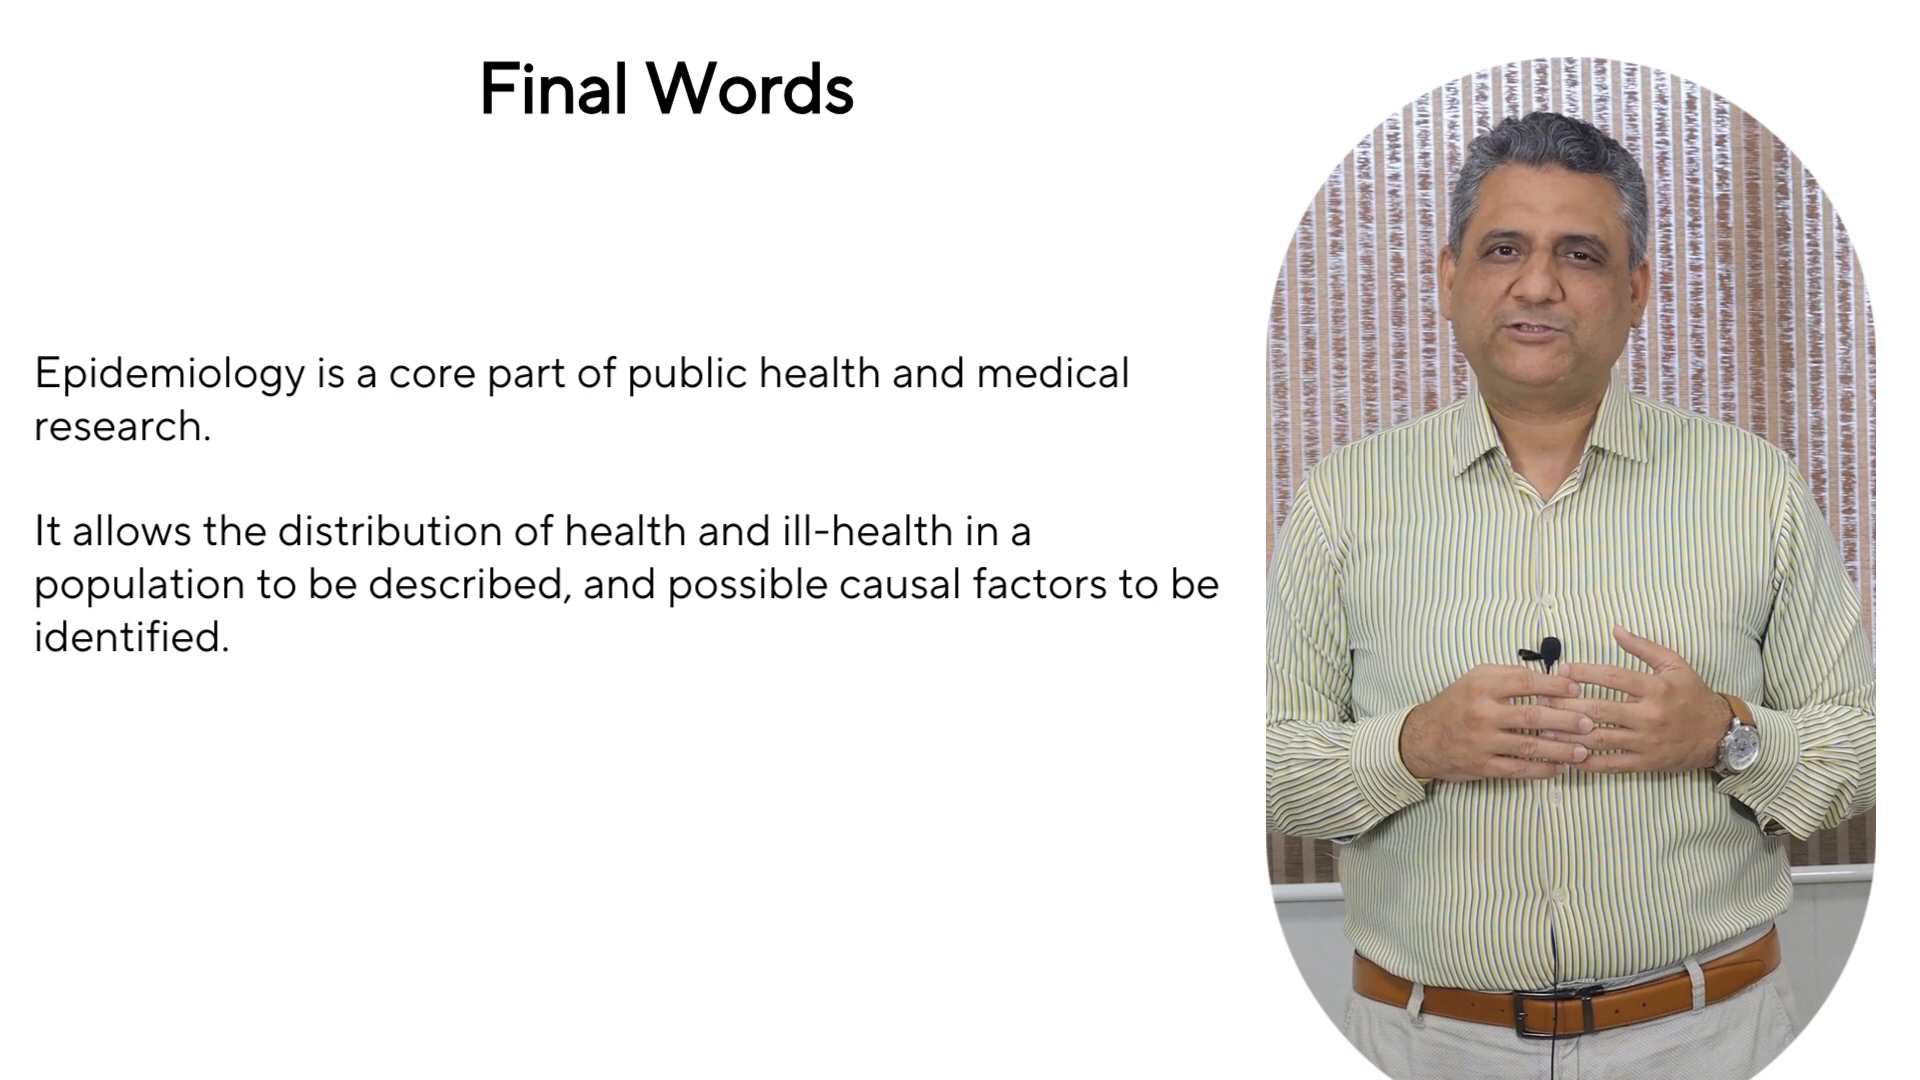 Final Words
Epidemiology is a core part of public health and medical
research.
It allows the distribution of health and ill-health in a
population to be described, and possible causal factors to be
identified.